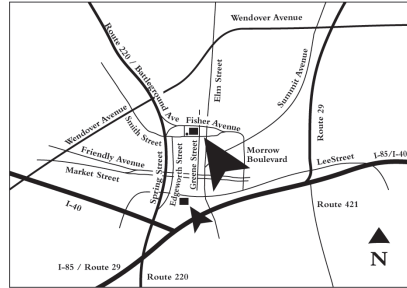 Wendover Avenue
Route 220 / Battleground Ave
Elm Street
Summit Avenue
Route 29
Wendover Avenue
Smith Street
Fisher Avenue
Friendly Avenue
Market Street
Spring Street
Edgeworth Street
Greene Street
Morrow
Boulevard
LeeStreet
I-85/I-40
I-40
Route 421
I-85 / Route 29
Route 220
N